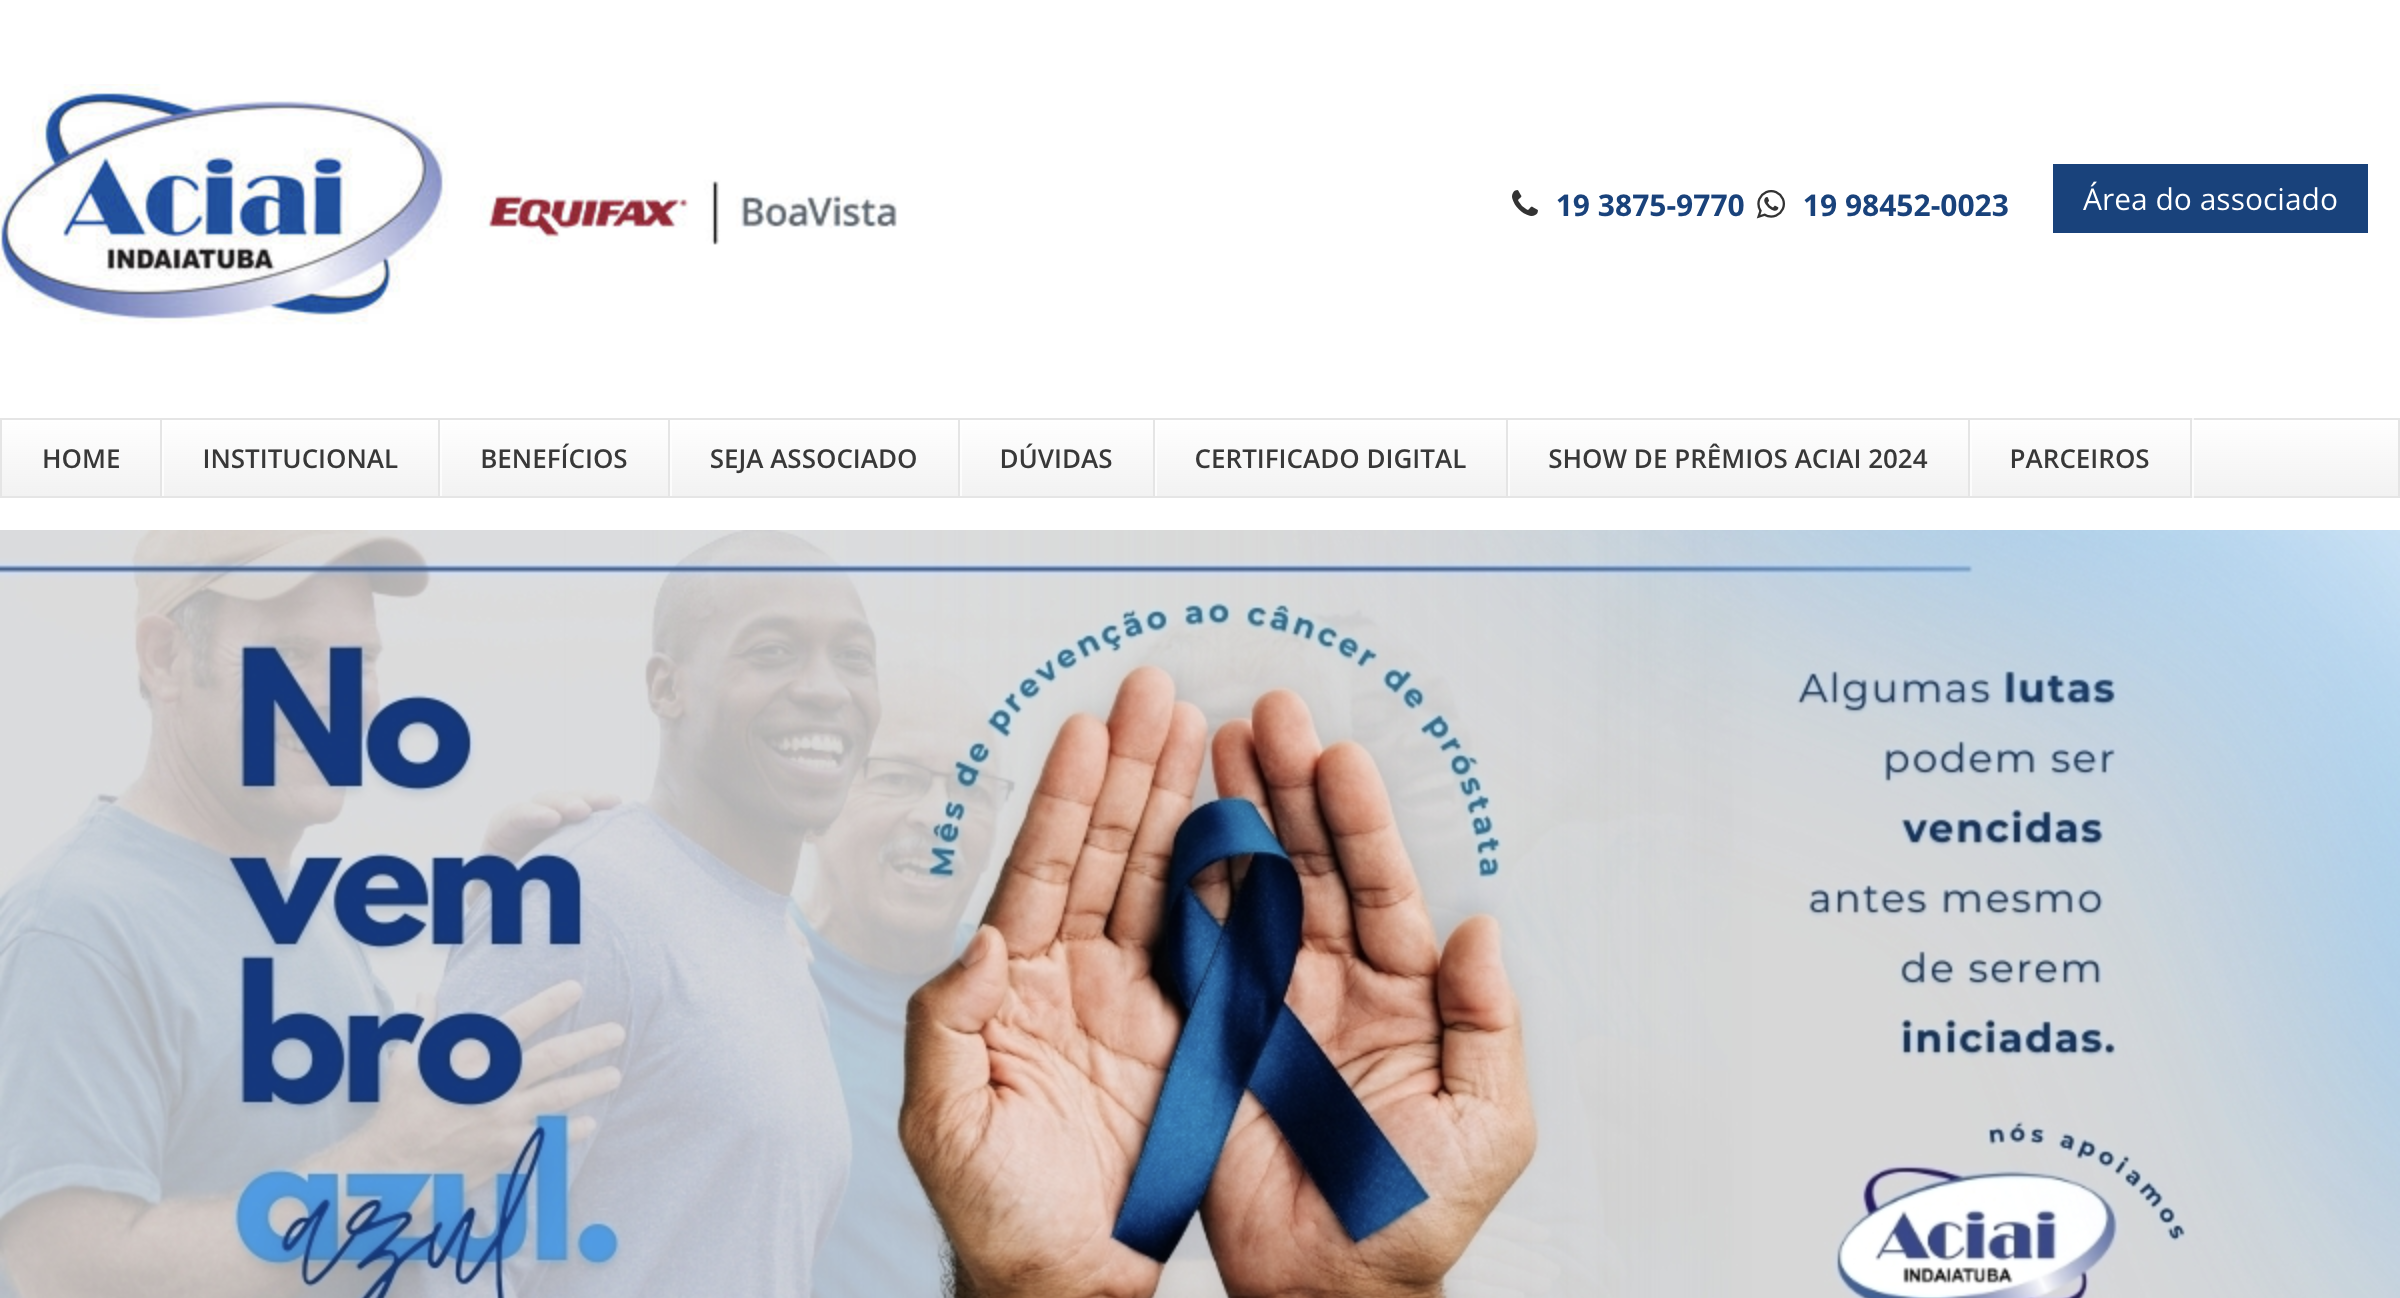 Aciai
INDAIATUBA
EQUIFAX | BoaVista
19 3875-9770 19 98452-0023
Área do associado
HOME INSTITUCIONAL BENEFÍCIOS SEJA ASSOCIADO DÚVIDAS CERTIFICADO DIGITAL SHOW DE PRÊMIOS ACIAI 2024 PARCEIROS
No
vem
bro
azul.
azul
Mês de prevenção ao câncer de próstata
Algumas lutas
podem ser
vencidas
antes mesmo
de serem
iniciadas.
nós apoiamos
Aciai
INDAIATUBA